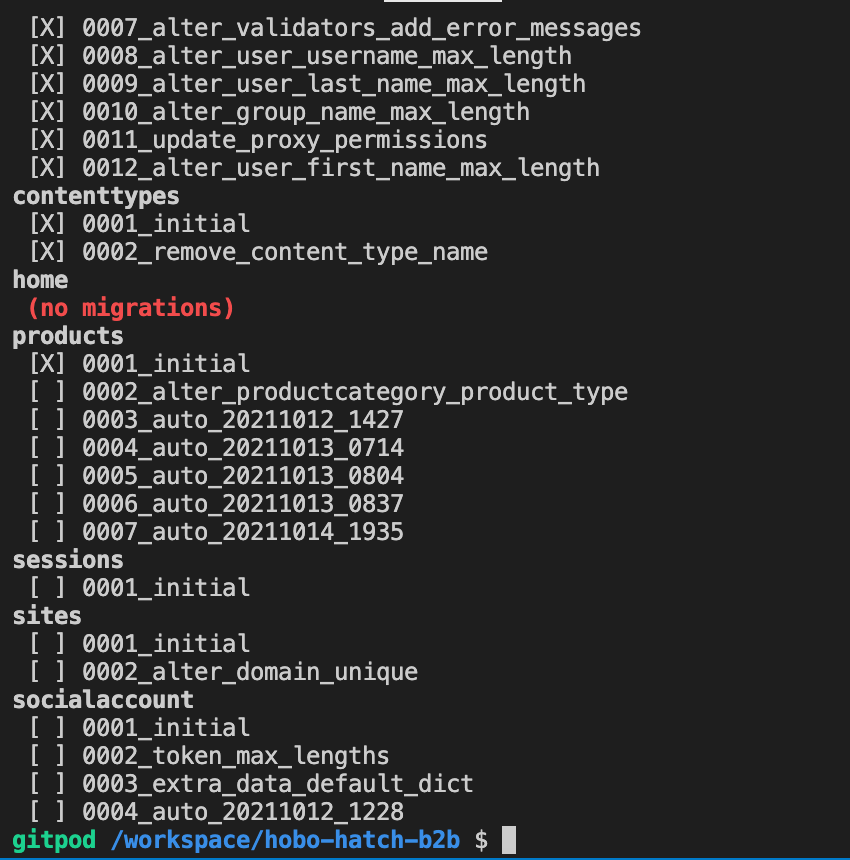 [X] 0007_alter_validators_add_error_messages
[X] 0008_alter_user_username_max_length
[X] 0009_alter_user_last_name_max_length
[X] 0010_alter_group_name_max_length
[X] 0011_update_proxy_permissions
[X] 0012_alter_user_first_name_max_length
contenttypes
[X] 0001_initial
[X] 0002_remove_content_type_name
home
(no migrations)
products
[X] 0001_initial
[ ] 0002_alter_productcategory_product_type
[ ] 0003_auto_20211012_1427
[ ] 0004_auto_20211013_0714
[ ] 0005_auto_20211013_0804
[ ] 0006_auto_20211013_0837
[ ] 0007_auto_20211014_1935
sessions
[ ] 0001_initial
sites
[ ] 0001_initial
[ ] 0002_alter_domain_unique
socialaccount
[ ] 0001_initial
[ ] 0002_token_max_lengths
[ ] 0003_extra_data_default_dict
[ ] 0004_auto_20211012_1228
gitpod /workspace/hobo-hatch-b2b $